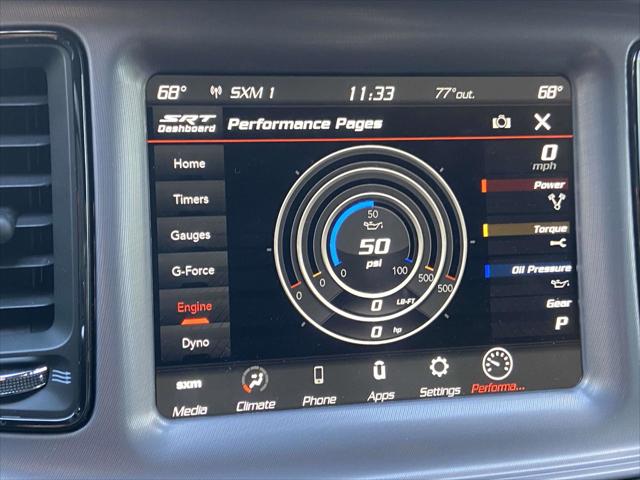 68° SXM 1 11:33 77°out. 68°
SRT
Dashboard Performance Pages X
Home
Timers
Gauges
G-Force
Engine
Dyno
50
50
psi
0 100
0 0 500 500
0 LB-FT
0 hp
0
mph
Power
Torque
Oil Pressure
Gear
P
sxm
Media
Climate
Phone
Apps
Settings
Performa...